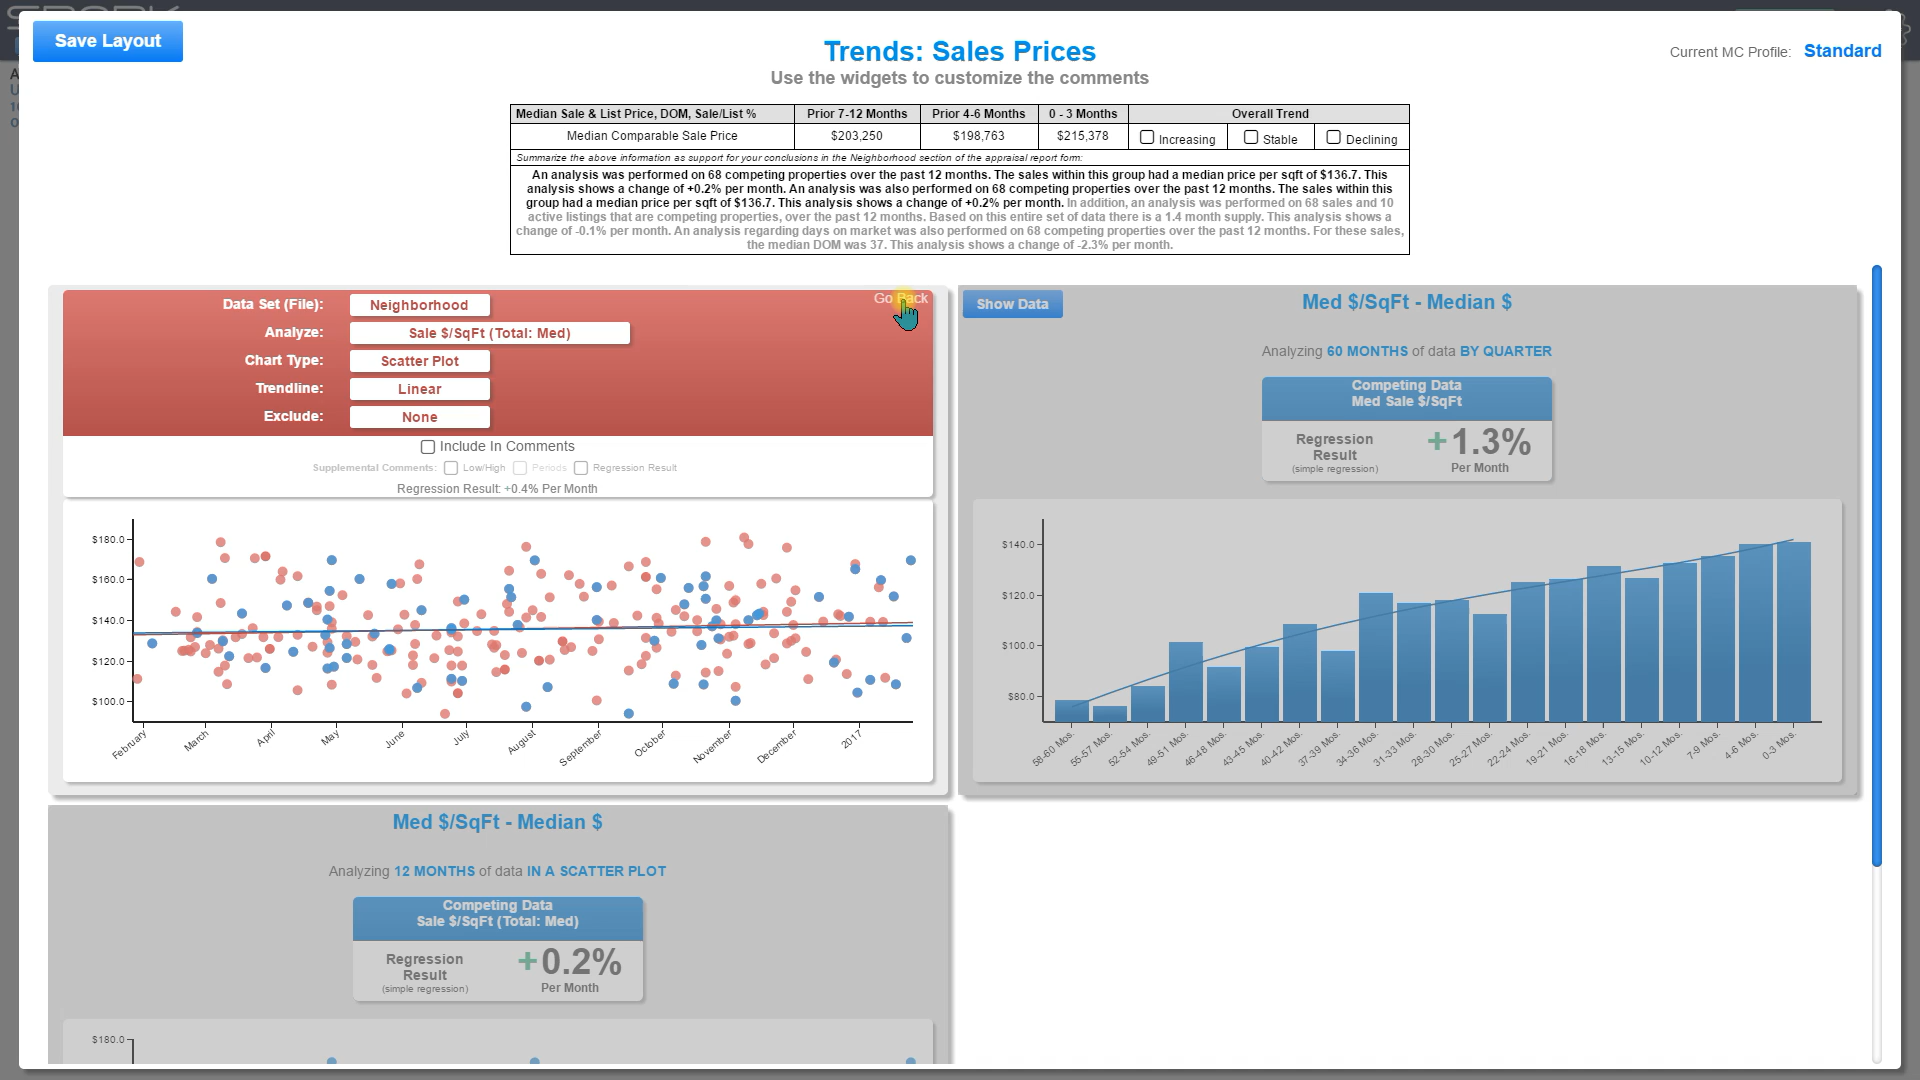 Save Layout
Trends: Sales Prices
Use the widgets to customize the comments
Current MC Profile: Standard
Median Sale & List Price, DOM, Sale/List % Prior 7-12 Months Prior 4-6 Months 0 - 3 Months Overall Trend
Median Comparable Sale Price $203,250 $198,763 $215,378 Increasing Stable Declining
Summarize the above information as support for your conclusions in the Neighborhood section of the appraisal report form:
An analysis was performed on 68 competing properties over the past 12 months. The sales within this group had a median price per sqft of $136.7. This
analysis shows a change of +0.2% per month. An analysis was also performed on 68 competing properties over the past 12 months. The sales within this
group had a median price per sqft of $136.7. This analysis shows a change of +0.2% per month. In addition, an analysis was performed on 68 sales and 10
active listings that are competing properties, over the past 12 months. Based on this entire set of data there is a 1.4 month supply. This analysis shows a
change of -0.1% per month. An analysis regarding days on market was also performed on 68 competing properties over the past 12 months. For these sales,
the median DOM was 37. This analysis shows a change of -2.3% per month.
Go Back
Data Set (File): Neighborhood
Analyze: Sale $/SqFt (Total: Med)
Chart Type: Scatter Plot
Trendline: Linear
Exclude: None
Include In Comments
Supplemental Comments: Low/High Periods Regression Result
Regression Result: +0.4% Per Month
$180.0
$160.0
$140.0
$120.0
$100.0
February March April May June July August September October November December 2017
Show Data
Med $/SqFt - Median $
Analyzing 60 MONTHS of data BY QUARTER
Competing Data
Med Sale $/SqFt
Regression
Result
(simple regression)
+1.3%
Per Month
$140.0
$120.0
$100.0
$80.0
58-60 Mos. 55-57 Mos. 52-54 Mos. 49-51 Mos. 46-48 Mos. 43-45 Mos. 40-42 Mos. 37-39 Mos. 34-36 Mos. 31-33 Mos. 28-30 Mos. 25-27 Mos. 22-24 Mos. 19-21 Mos. 16-18 Mos. 13-15 Mos. 10-12 Mos. 7-9 Mos. 4-6 Mos. 0-3 Mos.
Med $/SqFt - Median $
Analyzing 12 MONTHS of data IN A SCATTER PLOT
Competing Data
Sale $/SqFt (Total: Med)
Regression
Result
(simple regression)
+0.2%
Per Month
$180.0